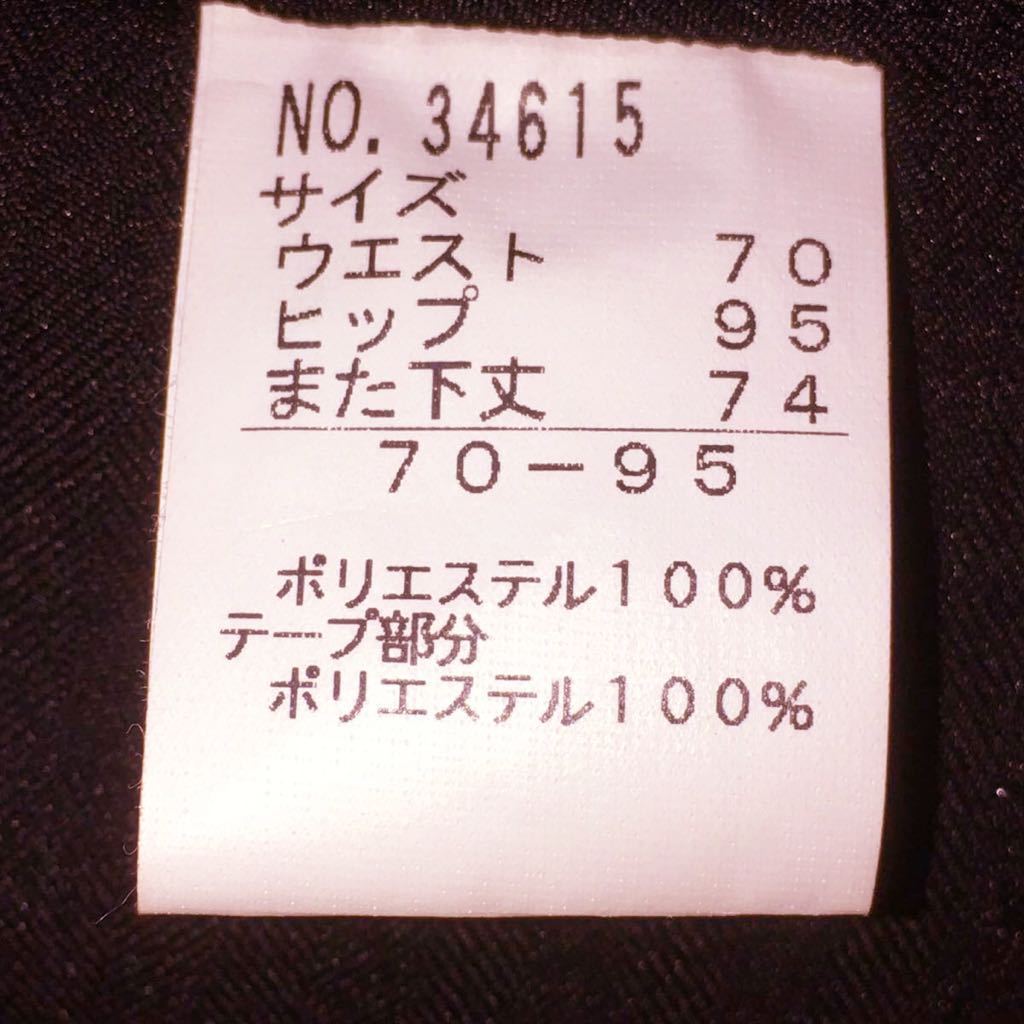 NO. 34615
サイズ
ウエスト 70
ヒップ 95
また下丈 74
70-95
ポリエステル100%
テープ部分
ポリエステル100%